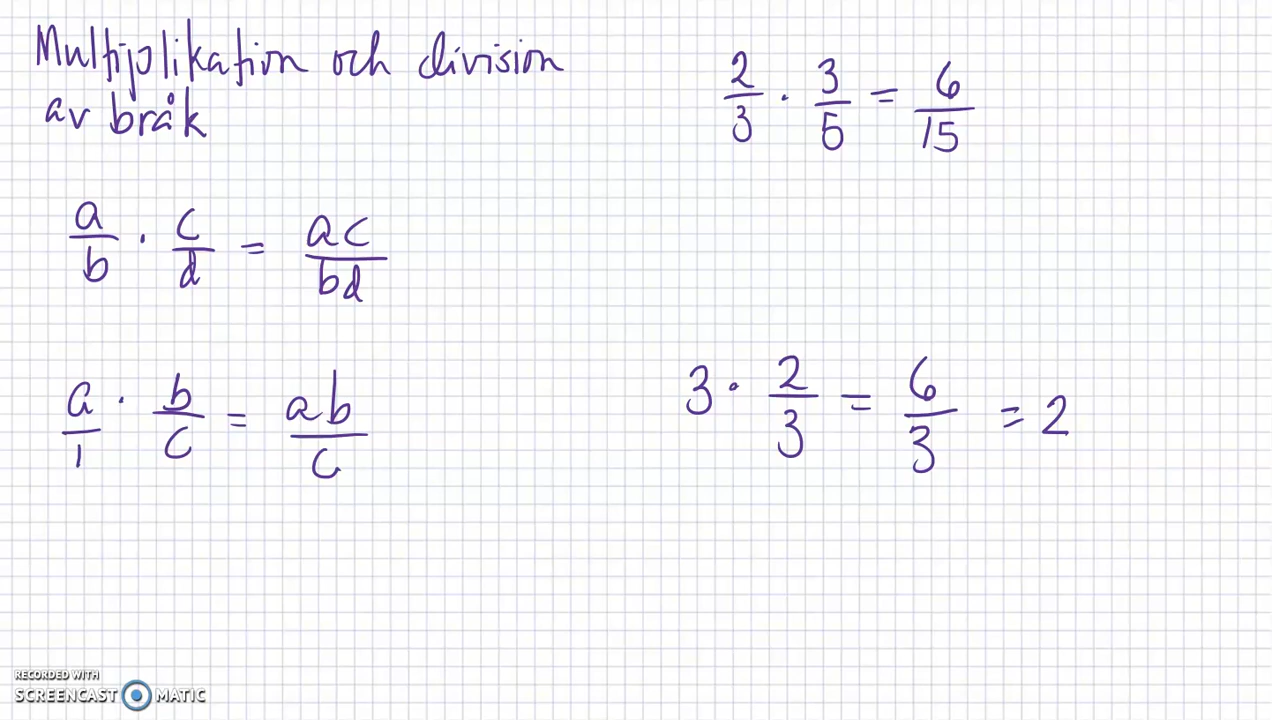 Multiplikation och division
av bråk
2/3 · 3/5 = 6/15
a/b · c/d = ac/bd
a/1 · b/c = ab/c
3 · 2/3 = 6/3 = 2
RECORDED WITH
SCREENCAST MATIC